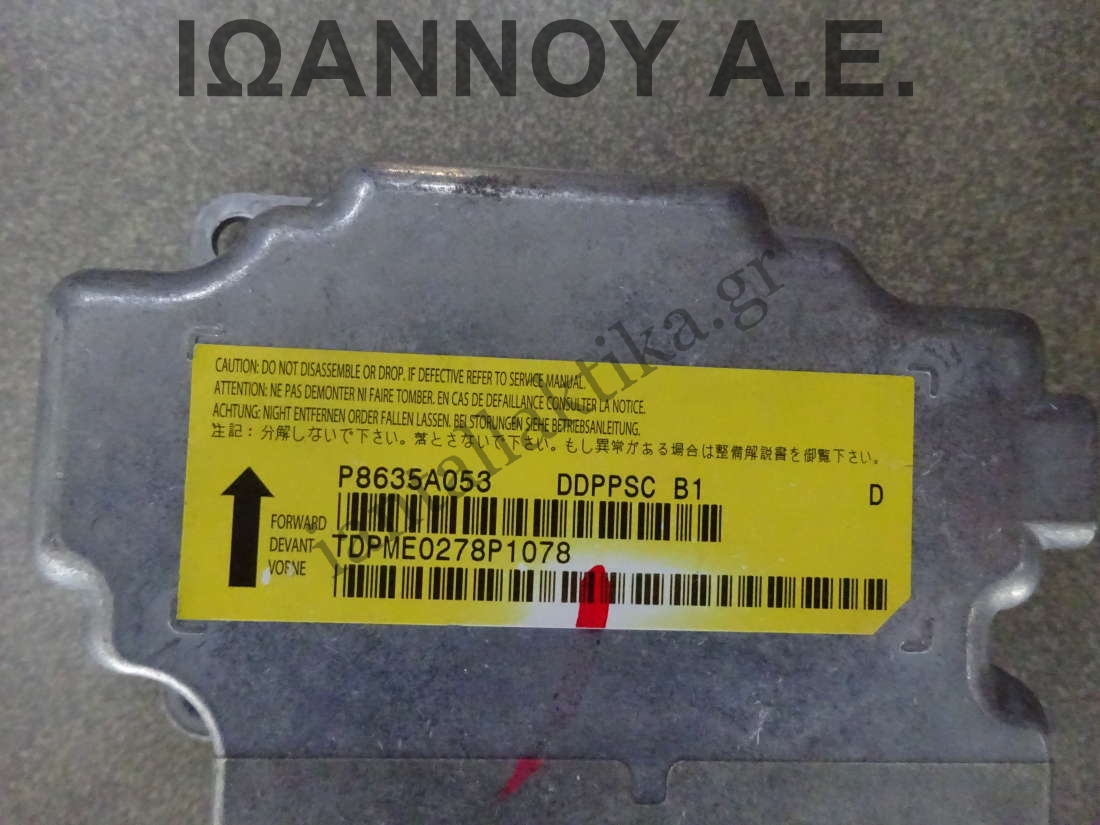 ΙΩΑΝΝΟΥ Α.Ε.
CAUTION: DO NOT DISASSEMBLE OR DROP. IF DEFECTIVE REFER TO SERVICE MANUAL.
ATTENTION: NE PAS DEMONTER NI FAIRE TOMBER. EN CAS DE DEFAILLANCE CONSULTER LA NOTICE.
ACHTUNG: NIGHT ENTFERNEN ORDER FALLEN LASSEN. BEI STORUNGEN SIEHE BETRIEBSANLEITUNG.
注記：分解しないで下さい。落とさないで下さい。もし異常がある場合は整備解説書を御覧下さい。
P8635A053 DDPPSC B1 D
FORWARD
DEVANT
VORNE
TDPME0278P1078
ioantaliaktika.gr